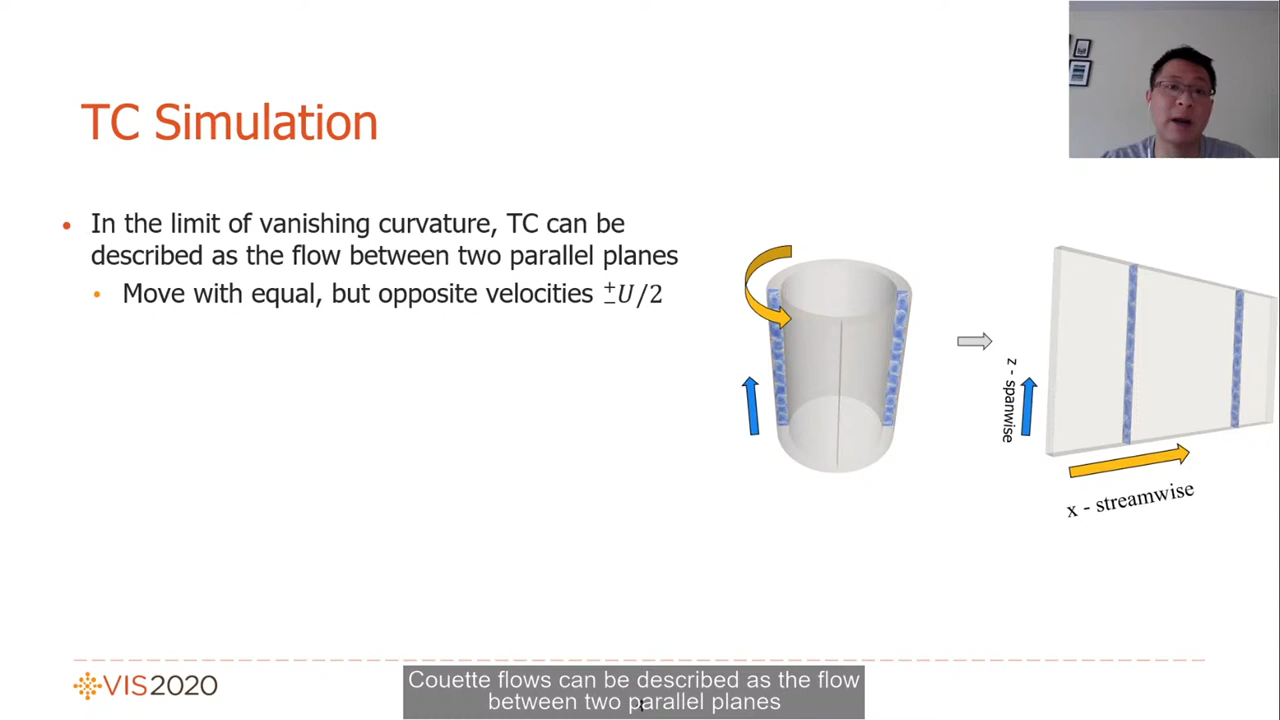 TC Simulation
• In the limit of vanishing curvature, TC can be
described as the flow between two parallel planes
• Move with equal, but opposite velocities ±U/2
z - spanwise
x - streamwise
VIS2020
Couette flows can be described as the flow
between two parallel planes